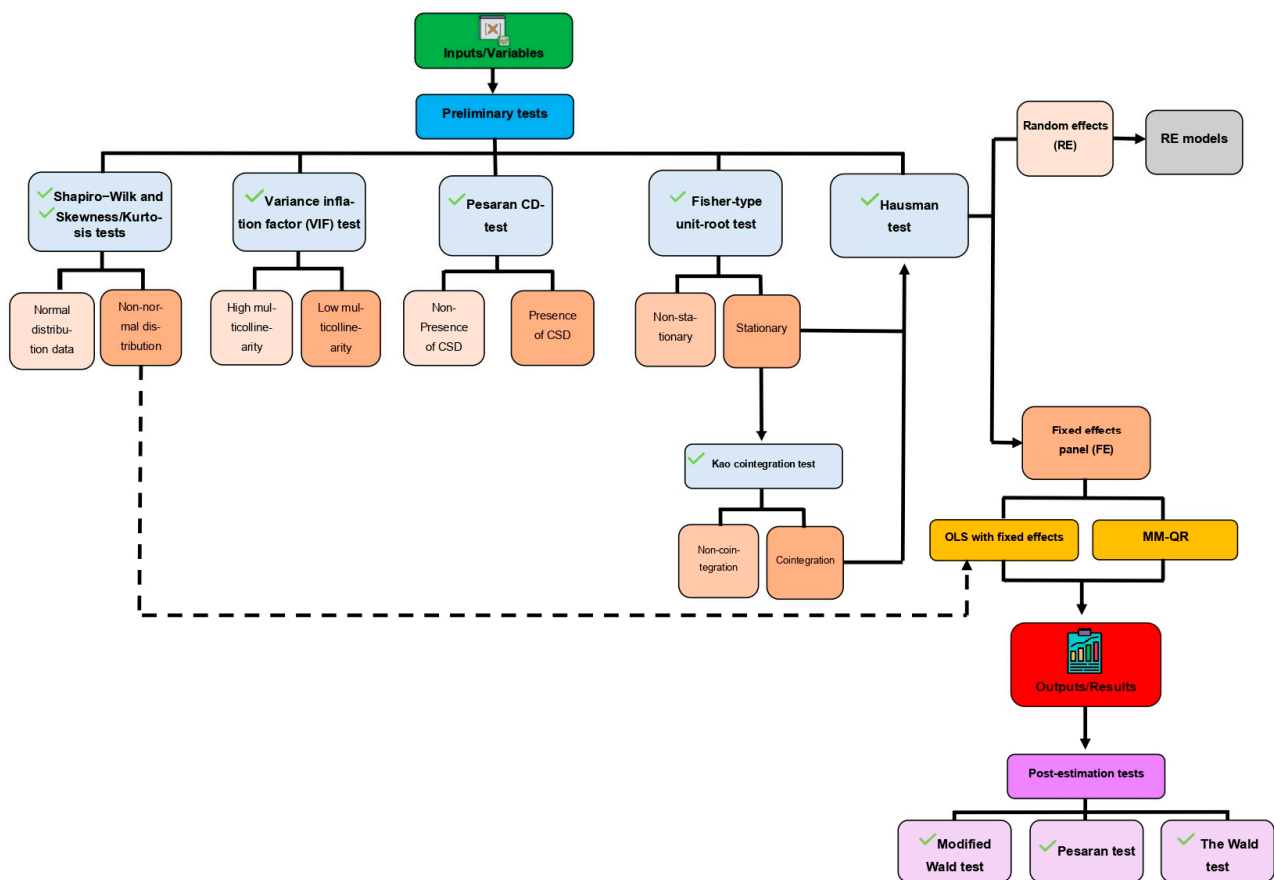 Inputs/Variables
Preliminary tests
Random effects
(RE)
RE models
Shapiro−Wilk and
Skewness/Kurto-
sis tests
Variance infla-
tion factor (VIF) test
Pesaran CD-
test
Fisher-type
unit-root test
Hausman
test
Normal
distribu-
tion data
Non-nor-
mal dis-
tribution
High mul-
ticolline-
arity
Low mul-
ticolline-
arity
Non-
Presence
of CSD
Presence
of CSD
Non-sta-
tionary
Stationary
Fixed effects
panel (FE)
Kao cointegration test
OLS with fixed effects
MM-QR
Non-coin-
tegration
Cointegration
Outputs/Results
Post-estimation tests
Modified
Wald test
Pesaran test
The Wald
test